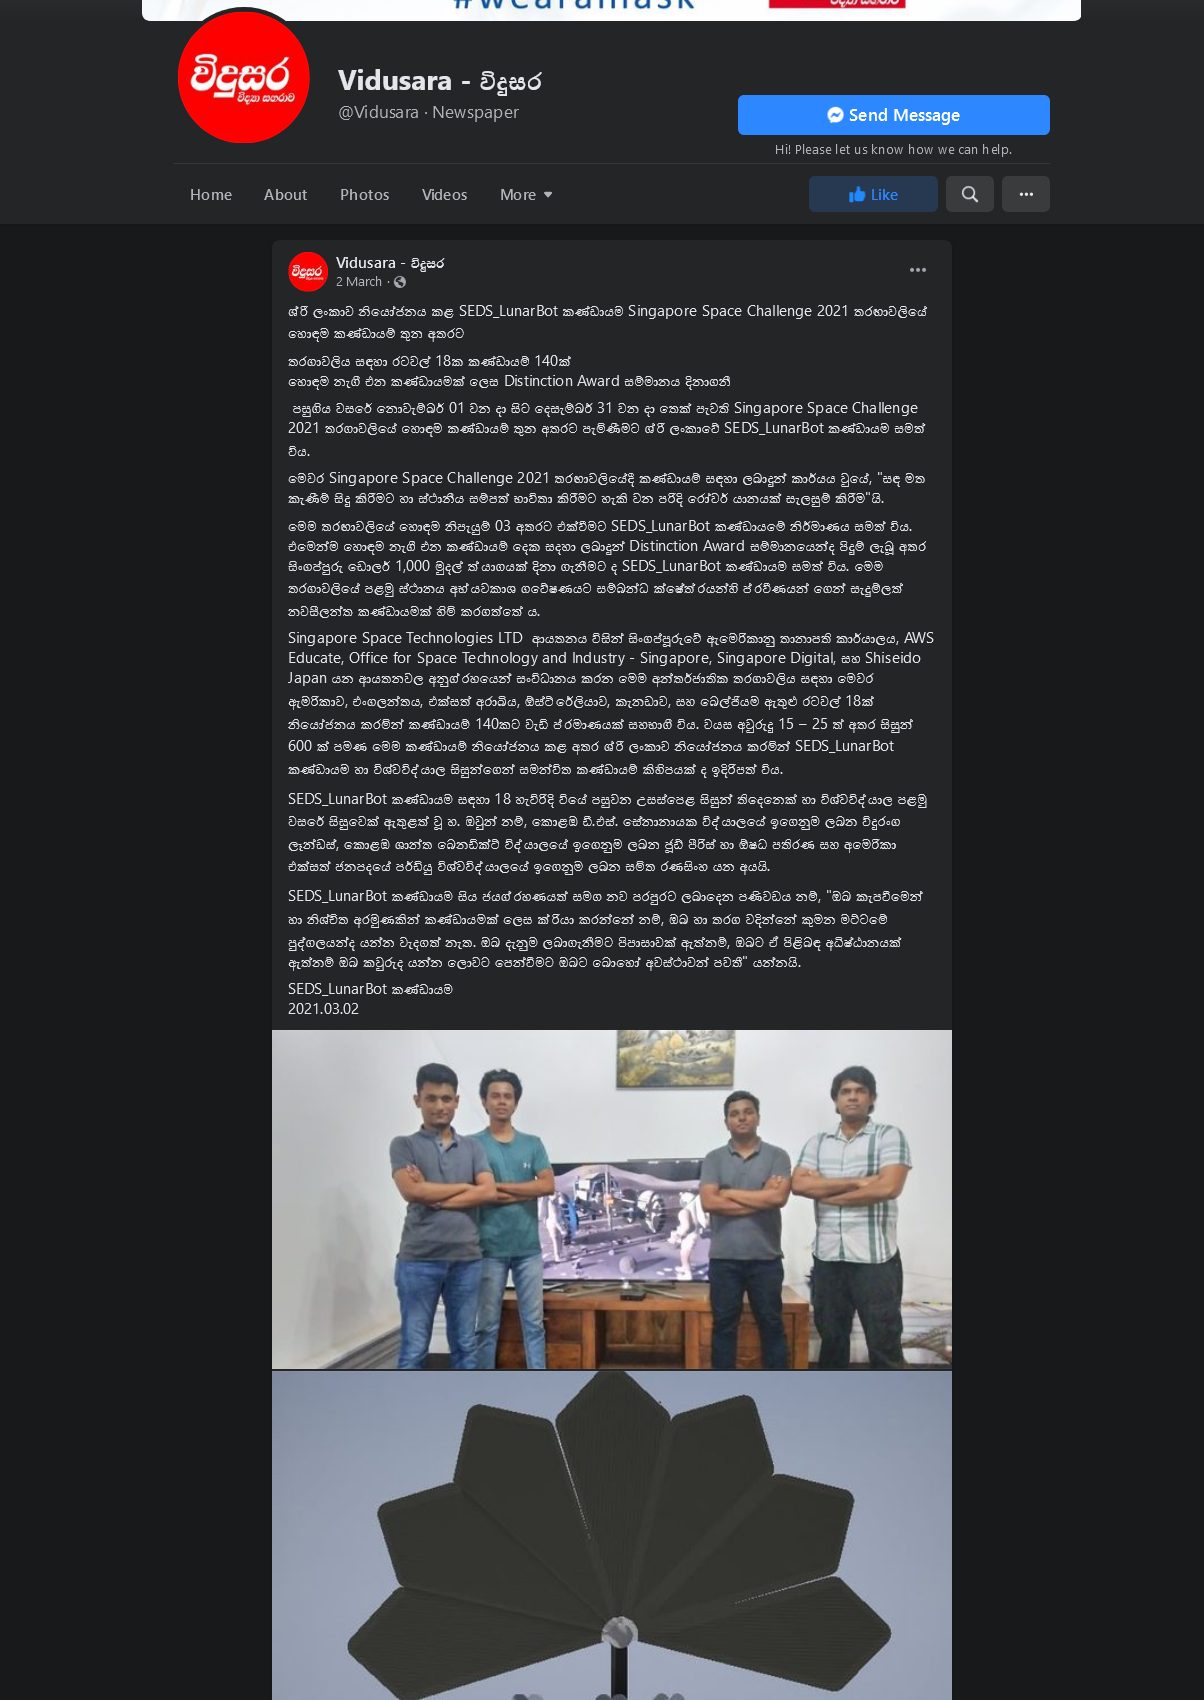 #wearamask
විදුසර
විද්‍යා සඟරාව
Vidusara - විදුසර
@Vidusara · Newspaper
Send Message
Hi! Please let us know how we can help.
Home About Photos Videos More
Like
Vidusara - විදුසර
2 March ·
ශ්‍රී ලංකාව නියෝජනය කළ SEDS_LunarBot කණ්ඩායම Singapore Space Challenge 2021 තරඟාවලියේ
හොඳම කණ්ඩායම් තුන අතරට
තරගාවලිය සඳහා රටවල් 18ක කණ්ඩායම් 140ක්
හොඳම නැගී එන කණ්ඩායමක් ලෙස Distinction Award සම්මානය දිනාගනී
පසුගිය වසරේ නොවැම්බර් 01 වන දා සිට දෙසැම්බර් 31 වන දා තෙක් පැවති Singapore Space Challenge
2021 තරගාවලියේ හොඳම කණ්ඩායම් තුන අතරට පැමිණීමට ශ්‍රී ලංකාවේ SEDS_LunarBot කණ්ඩායම සමත්
විය.
මෙවර Singapore Space Challenge 2021 තරඟාවලියේදී කණ්ඩායම් සඳහා ලබාදුන් කාර්යය වුයේ, "සඳ මත
කැණීම් සිදු කිරීමට හා ස්ථානීය සම්පත් භාවිතා කිරීමට හැකි වන පරිදි රෝවර් යානයක් සැලසුම් කිරීම"යි.
මෙම තරඟාවලියේ හොඳම නිපැයුම් 03 අතරට එක්වීමට SEDS_LunarBot කණ්ඩායමේ නිර්මාණය සමත් විය.
එමෙන්ම හොඳම නැගී එන කණ්ඩායම් දෙක සදහා ලබාදුන් Distinction Award සම්මානයෙන්ද පිදුම් ලැබූ අතර
සිංගප්පුරු ඩොලර් 1,000 මුදල් ත්‍යාගයක් දිනා ගැනීමට ද SEDS_LunarBot කණ්ඩායම සමත් විය. මෙම
තරගාවලියේ පළමු ස්ථානය අභ්‍යවකාශ ගවේෂණයට සම්බන්ධ ක්ෂේත්‍රයන්හි ප්‍රවීණයන් ගෙන් සැදුම්ලත්
නවසීලන්ත කණ්ඩායමක් හිමි කරගත්තේ ය.
Singapore Space Technologies LTD ආයතනය විසින් සිංගප්පූරුවේ ඇමෙරිකානු තානාපති කාර්යාලය, AWS
Educate, Office for Space Technology and Industry - Singapore, Singapore Digital, සහ Shiseido
Japan යන ආයතනවල අනුග්‍රහයෙන් සංවිධානය කරන මෙම අන්තර්ජාතික තරගාවලිය සඳහා මෙවර
ඇමරිකාව, එංගලන්තය, එක්සත් අරාබිය, ඕස්ට්‍රේලියාව, කැනඩාව, සහ බෙල්ජියම ඇතුළු රටවල් 18ක්
නියෝජනය කරමින් කණ්ඩායම් 140කට වැඩි ප්‍රමාණයක් සහභාගී විය. වයස අවුරුදු 15 – 25 ත් අතර සිසුන්
600 ක් පමණ මෙම කණ්ඩායම් නියෝජනය කළ අතර ශ්‍රී ලංකාව නියෝජනය කරමින් SEDS_LunarBot
කණ්ඩායම හා විශ්වවිද්‍යාල සිසුන්ගෙන් සමන්විත කණ්ඩායම් කිහිපයක් ද ඉදිරිපත් විය.
SEDS_LunarBot කණ්ඩායම සඳහා 18 හැවිරිදි වියේ පසුවන උසස්පෙළ සිසුන් තිදෙනෙක් හා විශ්වවිද්‍යාල පළමු
වසරේ සිසුවෙක් ඇතුළත් වූ හ. ඔවුන් නම්, කොළඹ ඩී.එස්. සේනානායක විද්‍යාලයේ ඉගෙනුම ලබන විදුරංග
ලැන්ඩස්, කොළඹ ශාන්ත බෙනඩික්ට් විද්‍යාලයේ ඉගෙනුම ලබන ජූඩ් පීරිස් හා ඕෂධ පතිරණ සහ අමෙරිකා
එක්සත් ජනපදයේ පර්ඩියු විශ්වවිද්‍යාලයේ ඉගෙනුම ලබන සමිත රණසිංහ යන අයයි.
SEDS_LunarBot කණ්ඩායම සිය ජයග්‍රහණයත් සමග නව පරපුරට ලබාදෙන පණිවඩය නම්, "ඔබ කැපවීමෙන්
හා නිශ්චිත අරමුණකින් කණ්ඩායමක් ලෙස ක්‍රියා කරන්නේ නම්, ඔබ හා තරග වදින්නේ කුමන මට්ටමේ
පුද්ගලයන්ද යන්න වැදගත් නැත. ඔබ දැනුම ලබාගැනීමට පිපාසාවක් ඇත්නම්, ඔබට ඒ පිළිබඳ අධිෂ්ඨානයක්
ඇත්නම් ඔබ කවුරුද යන්න ලොවට පෙන්වීමට ඔබට බොහෝ අවස්ථාවන් පවතී" යන්නයි.
SEDS_LunarBot කණ්ඩායම
2021.03.02